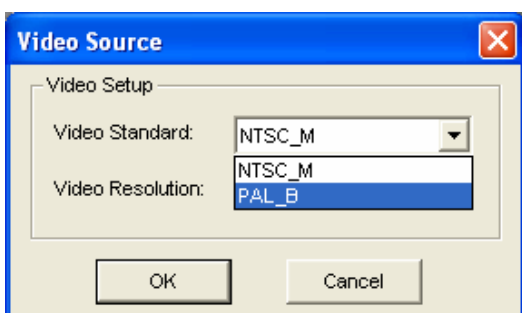 Video Source
Video Setup
Video Standard: NTSC_M
NTSC_M
Video Resolution: PAL_B
OK Cancel